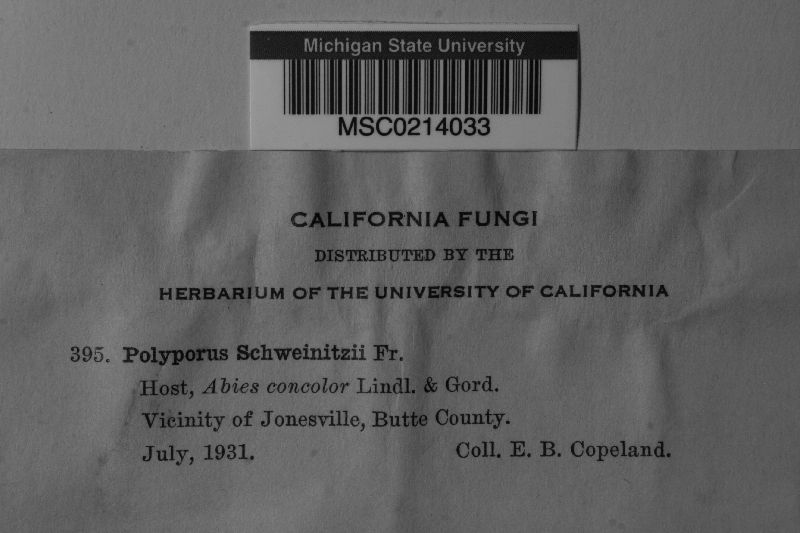 Michigan State University
MSC0214033
CALIFORNIA FUNGI
DISTRIBUTED BY THE
HERBARIUM OF THE UNIVERSITY OF CALIFORNIA
395. Polyporus Schweinitzii Fr.
Host, Abies concolor Lindl. & Gord.
Vicinity of Jonesville, Butte County.
July, 1931. Coll. E. B. Copeland.